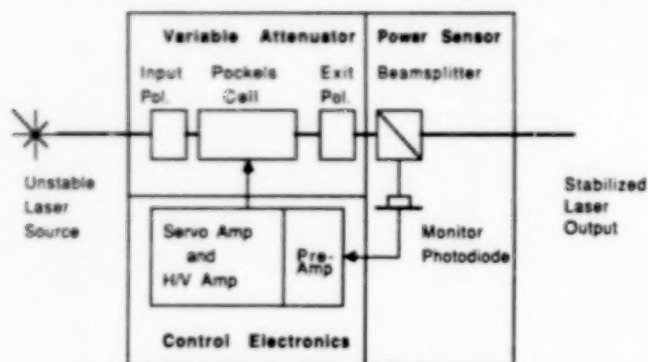 Variable Attenuator
Power Sensor
Input Pol.
Pockels Cell
Exit Pol.
Beamsplitter
Unstable
Laser
Source
Stabilized
Laser
Output
Servo Amp
and
H/V Amp
Pre-
Amp
Monitor
Photodiode
Control Electronics